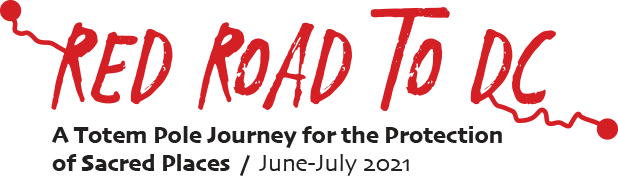 RED ROAD TO DC
A Totem Pole Journey for the Protection
of Sacred Places / June-July 2021